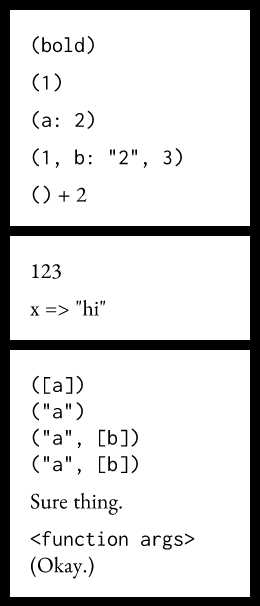 (bold)
(1)
(a: 2)
(1, b: "2", 3)
() + 2
123
x => "hi"
([a])
("a")
("a", [b])
("a", [b])
Sure thing.
<function args>
(Okay.)